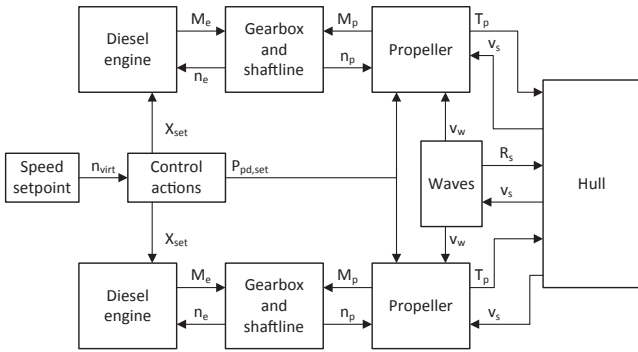 M_e
M_p
T_p
Diesel
engine
Gearbox
and
shaftline
Propeller
v_s
n_e
n_p
X_set
v_w
Speed
setpoint
n_virt
Control
actions
P_pd,set
Waves
R_s
v_s
Hull
X_set
v_w
M_e
M_p
T_p
Diesel
engine
Gearbox
and
shaftline
Propeller
n_e
n_p
v_s